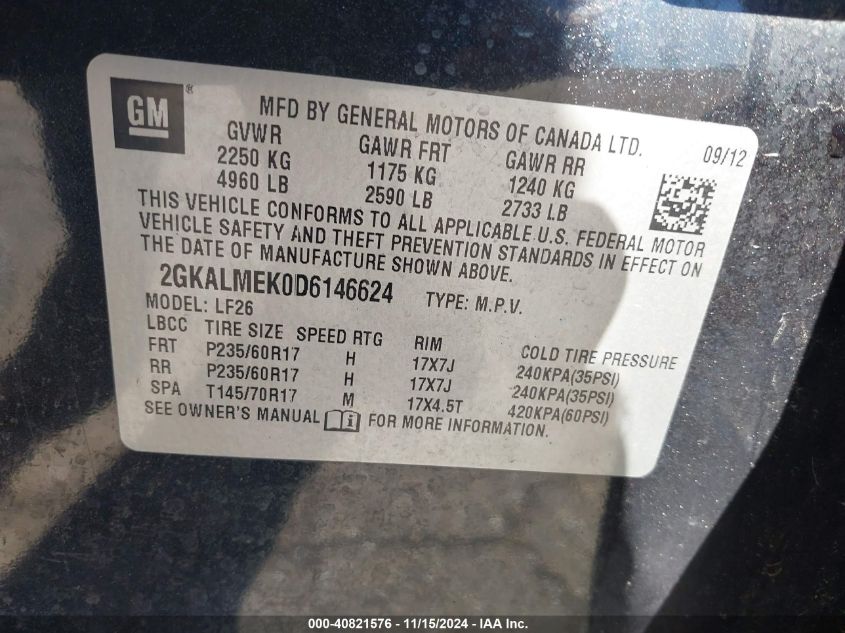 GM ®
MFD BY GENERAL MOTORS OF CANADA LTD.
09/12
GVWR GAWR FRT GAWR RR
2250 KG 1175 KG 1240 KG
4960 LB 2590 LB 2733 LB
THIS VEHICLE CONFORMS TO ALL APPLICABLE U.S. FEDERAL MOTOR
VEHICLE SAFETY AND THEFT PREVENTION STANDARDS IN EFFECT ON
THE DATE OF MANUFACTURE SHOWN ABOVE.
2GKALMEK0D6146624 TYPE: M.P.V.
MODEL: LF26
LBCC TIRE SIZE SPEED RTG RIM COLD TIRE PRESSURE
FRT P235/60R17 H 17X7J 240KPA(35PSI)
RR P235/60R17 H 17X7J 240KPA(35PSI)
SPA T145/70R17 M 17X4.5T 420KPA(60PSI)
SEE OWNER'S MANUAL FOR MORE INFORMATION.
000-40821576 - 11/15/2024 - IAA Inc.